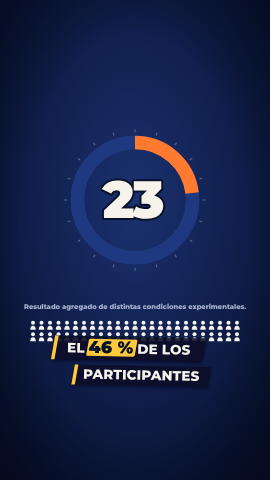 23
Resultado agregado de distintas condiciones experimentales.
EL 46 % DE LOS
PARTICIPANTES